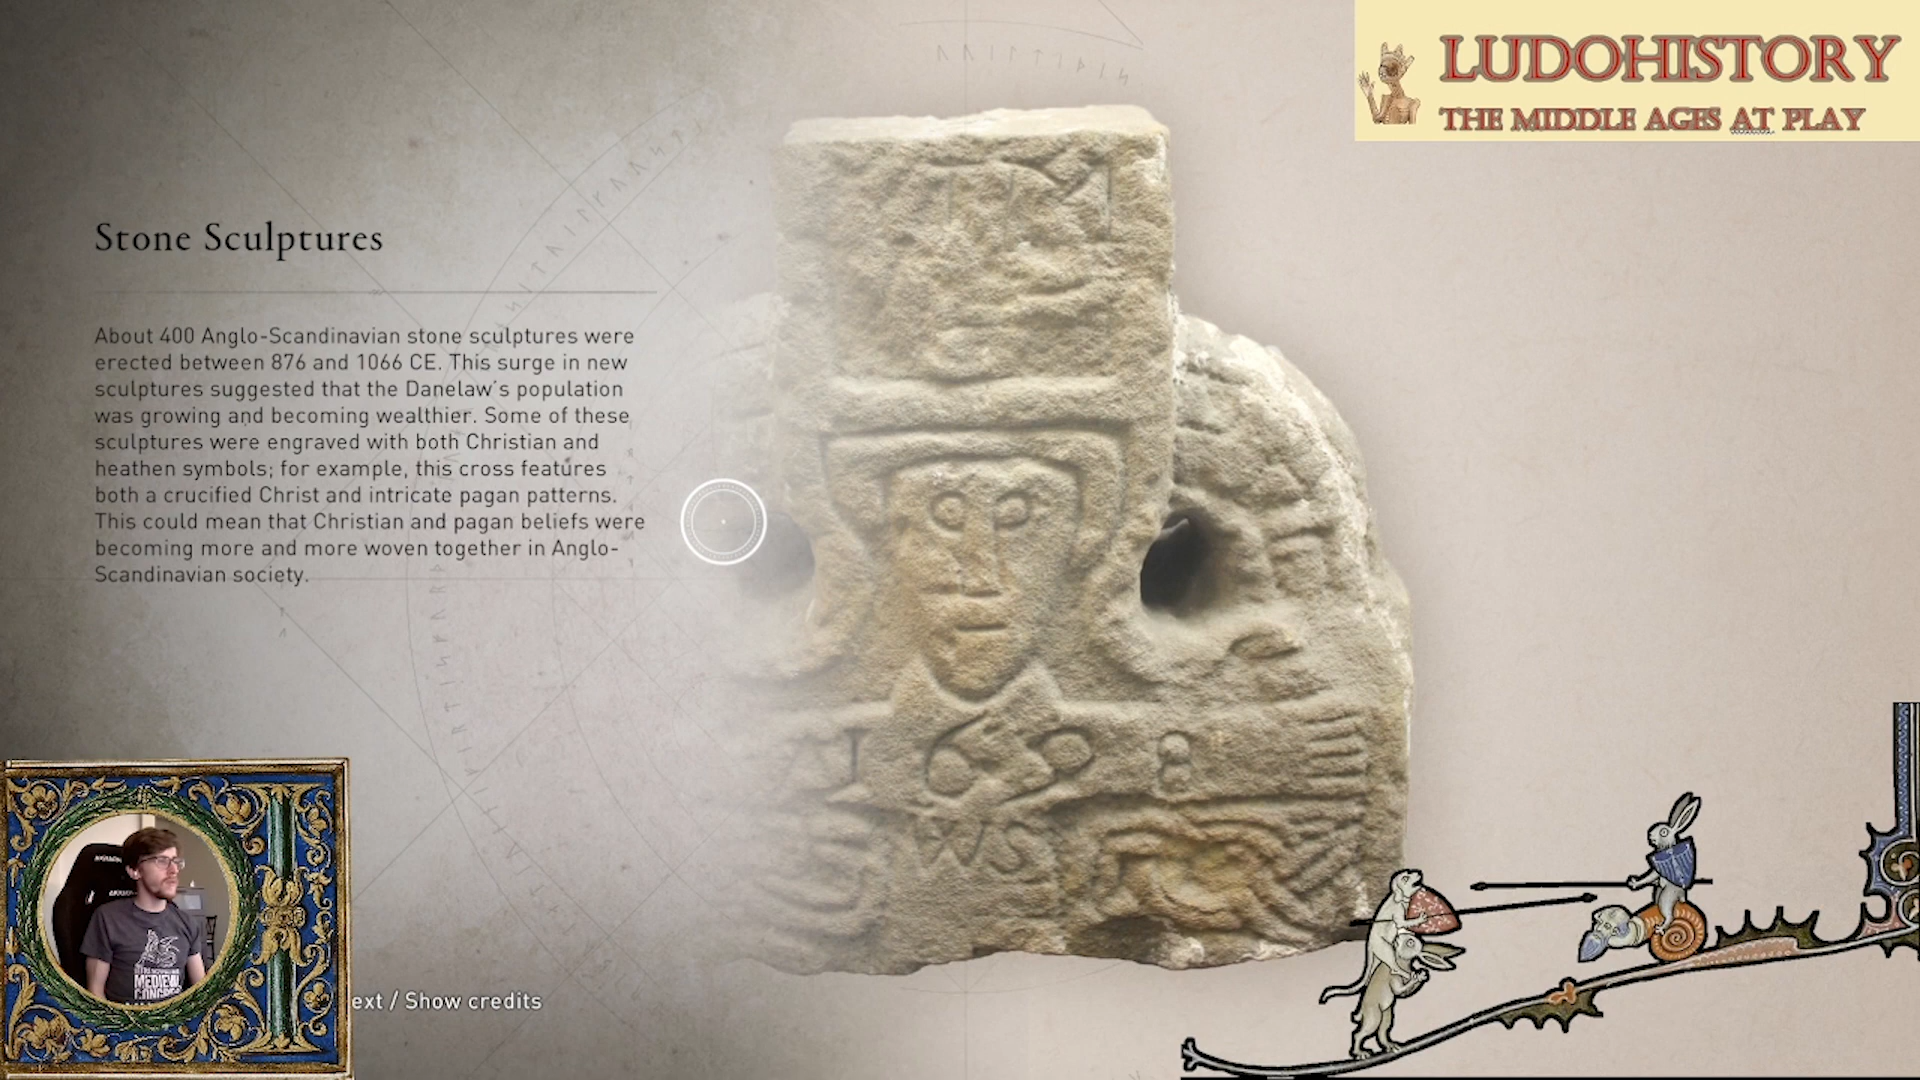 LUDOHISTORY
THE MIDDLE AGES AT PLAY
Stone Sculptures
About 400 Anglo-Scandinavian stone sculptures were
erected between 876 and 1066 CE. This surge in new
sculptures suggested that the Danelaw's population
was growing and becoming wealthier. Some of these
sculptures were engraved with both Christian and
heathen symbols; for example, this cross features
both a crucified Christ and intricate pagan patterns.
This could mean that Christian and pagan beliefs were
becoming more and more woven together in Anglo-
Scandinavian society.
1698
WS
MEDIEVAL
ext / Show credits